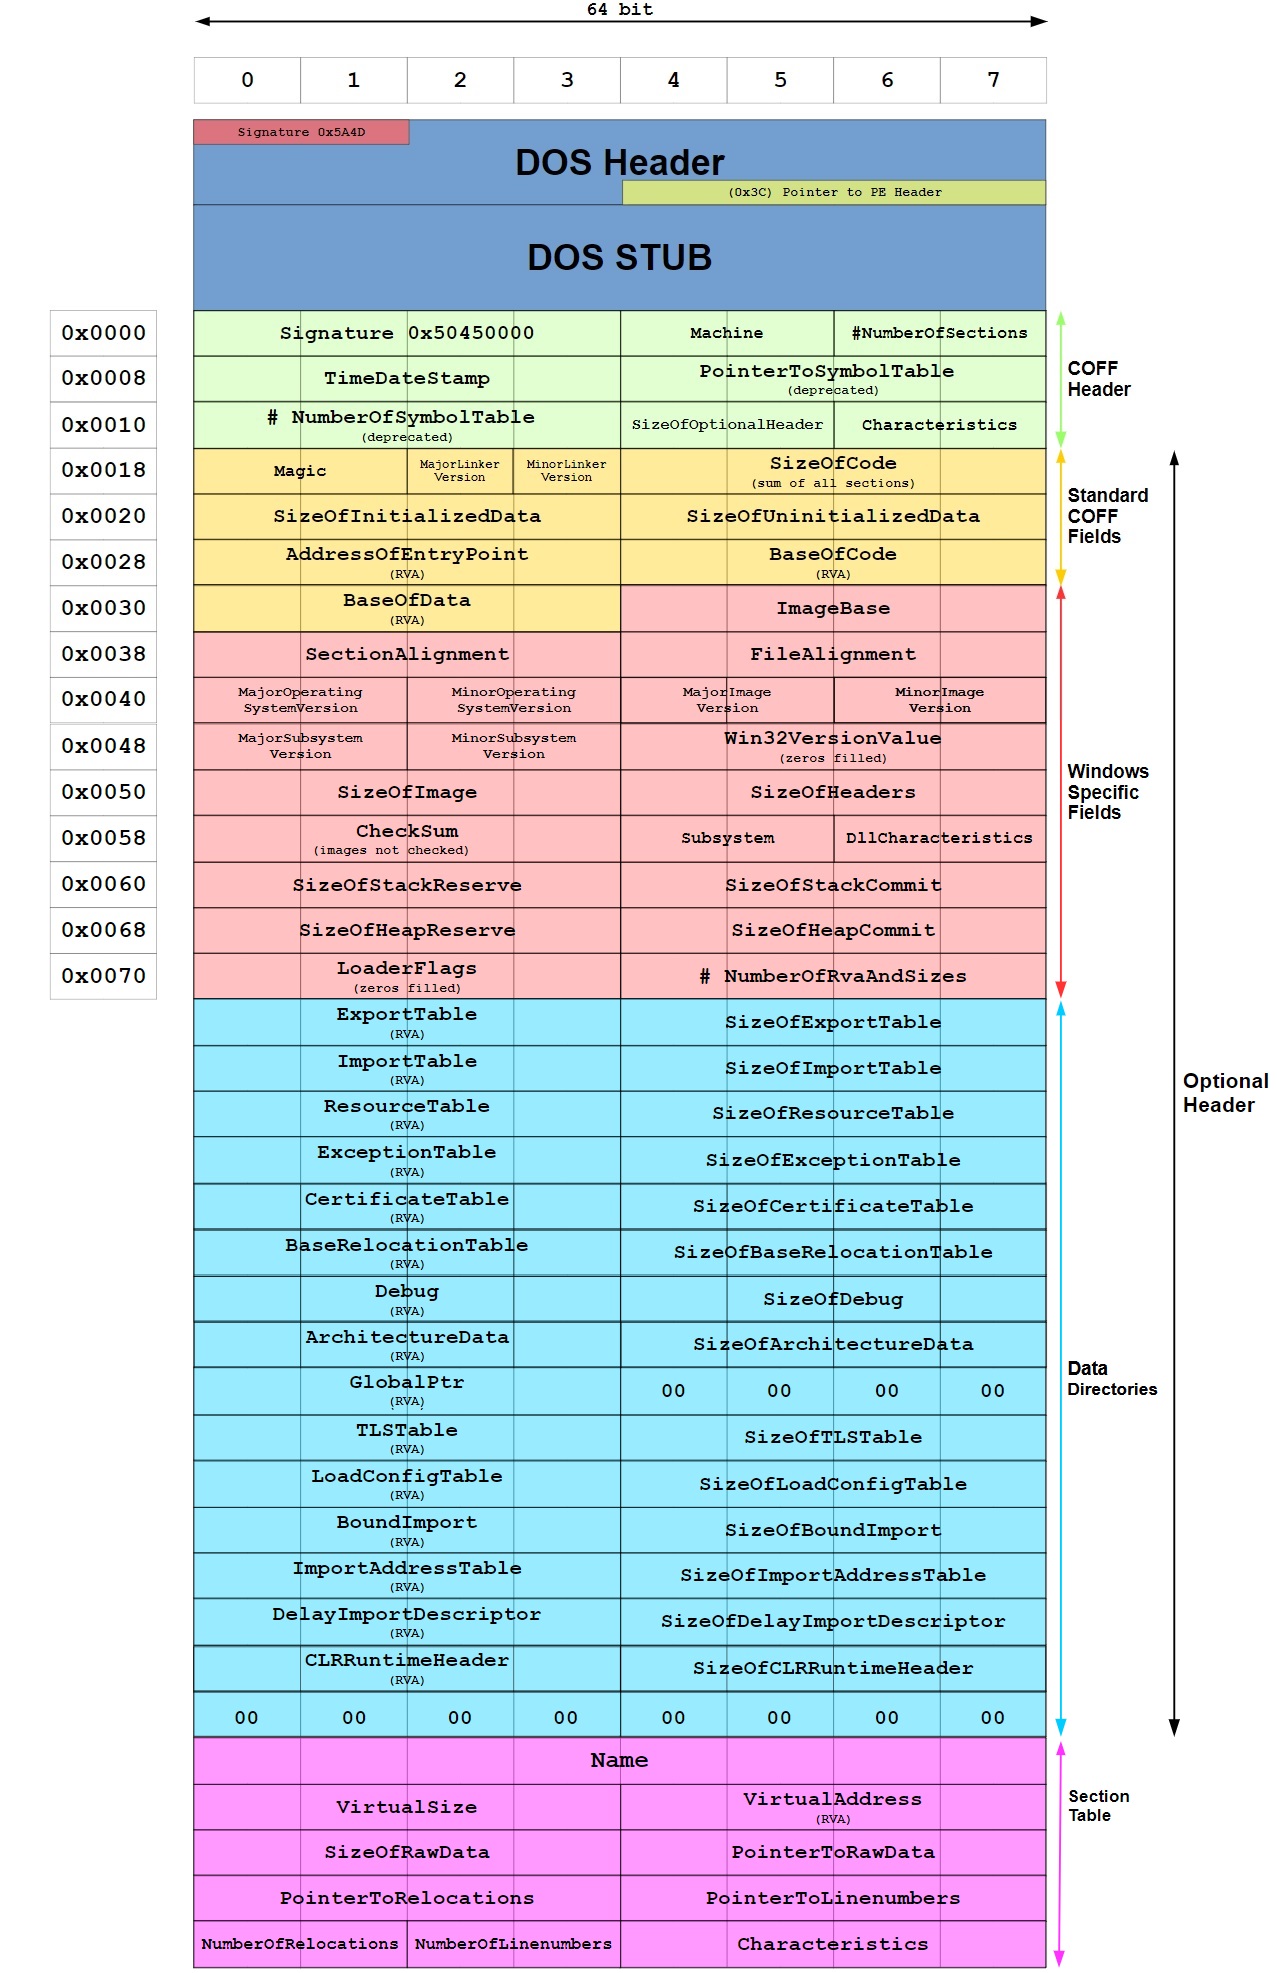 64 bit
0 1 2 3 4 5 6 7
Signature 0x5A4D
DOS Header
(0x3C) Pointer to PE Header
DOS STUB
0x0000 Signature 0x50450000 Machine #NumberOfSections
0x0008 TimeDateStamp PointerToSymbolTable
(deprecated)
COFF
Header
0x0010 # NumberOfSymbolTable SizeOfOptionalHeader Characteristics
(deprecated)
0x0018 Magic MajorLinker MinorLinker SizeOfCode
Version Version (sum of all sections)
Standard
COFF
Fields
0x0020 SizeOfInitializedData SizeOfUninitializedData
0x0028 AddressOfEntryPoint BaseOfCode
(RVA) (RVA)
0x0030 BaseOfData ImageBase
(RVA)
0x0038 SectionAlignment FileAlignment
0x0040 MajorOperating MinorOperating MajorImage MinorImage
SystemVersion SystemVersion Version Version
0x0048 MajorSubsystem MinorSubsystem Win32VersionValue
Version Version (zeros filled)
Windows
Specific
Fields
0x0050 SizeOfImage SizeOfHeaders
0x0058 CheckSum Subsystem DllCharacteristics
(images not checked)
0x0060 SizeOfStackReserve SizeOfStackCommit
0x0068 SizeOfHeapReserve SizeOfHeapCommit
0x0070 LoaderFlags # NumberOfRvaAndSizes
(zeros filled)
ExportTable SizeOfExportTable
(RVA)
ImportTable SizeOfImportTable
(RVA)
Optional
Header
ResourceTable SizeOfResourceTable
(RVA)
ExceptionTable SizeOfExceptionTable
(RVA)
CertificateTable SizeOfCertificateTable
(RVA)
BaseRelocationTable SizeOfBaseRelocationTable
(RVA)
Debug SizeOfDebug
(RVA)
ArchitectureData SizeOfArchitectureData
(RVA)
Data
Directories
GlobalPtr 00 00 00 00
(RVA)
TLSTable SizeOfTLSTable
(RVA)
LoadConfigTable SizeOfLoadConfigTable
(RVA)
BoundImport SizeOfBoundImport
(RVA)
ImportAddressTable SizeOfImportAddressTable
(RVA)
DelayImportDescriptor SizeOfDelayImportDescriptor
(RVA)
CLRRuntimeHeader SizeOfCLRRuntimeHeader
(RVA)
00 00 00 00 00 00 00 00
Name
VirtualSize VirtualAddress
(RVA)
Section
Table
SizeOfRawData PointerToRawData
PointerToRelocations PointerToLinenumbers
NumberOfRelocations NumberOfLinenumbers Characteristics